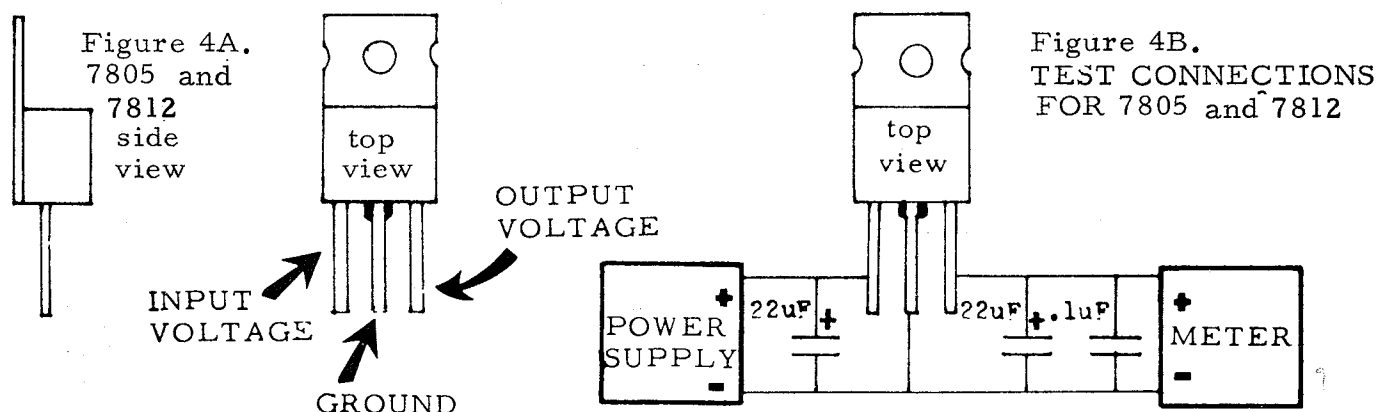 Figure 4A.
7805 and
7812
side
view
top
view
INPUT
VOLTAGE
OUTPUT
VOLTAGE
GROUND
Figure 4B.
TEST CONNECTIONS
FOR 7805 and 7812
top
view
POWER
SUPPLY
+
-
22uF +
22uF +
.1uF
METER
+
-